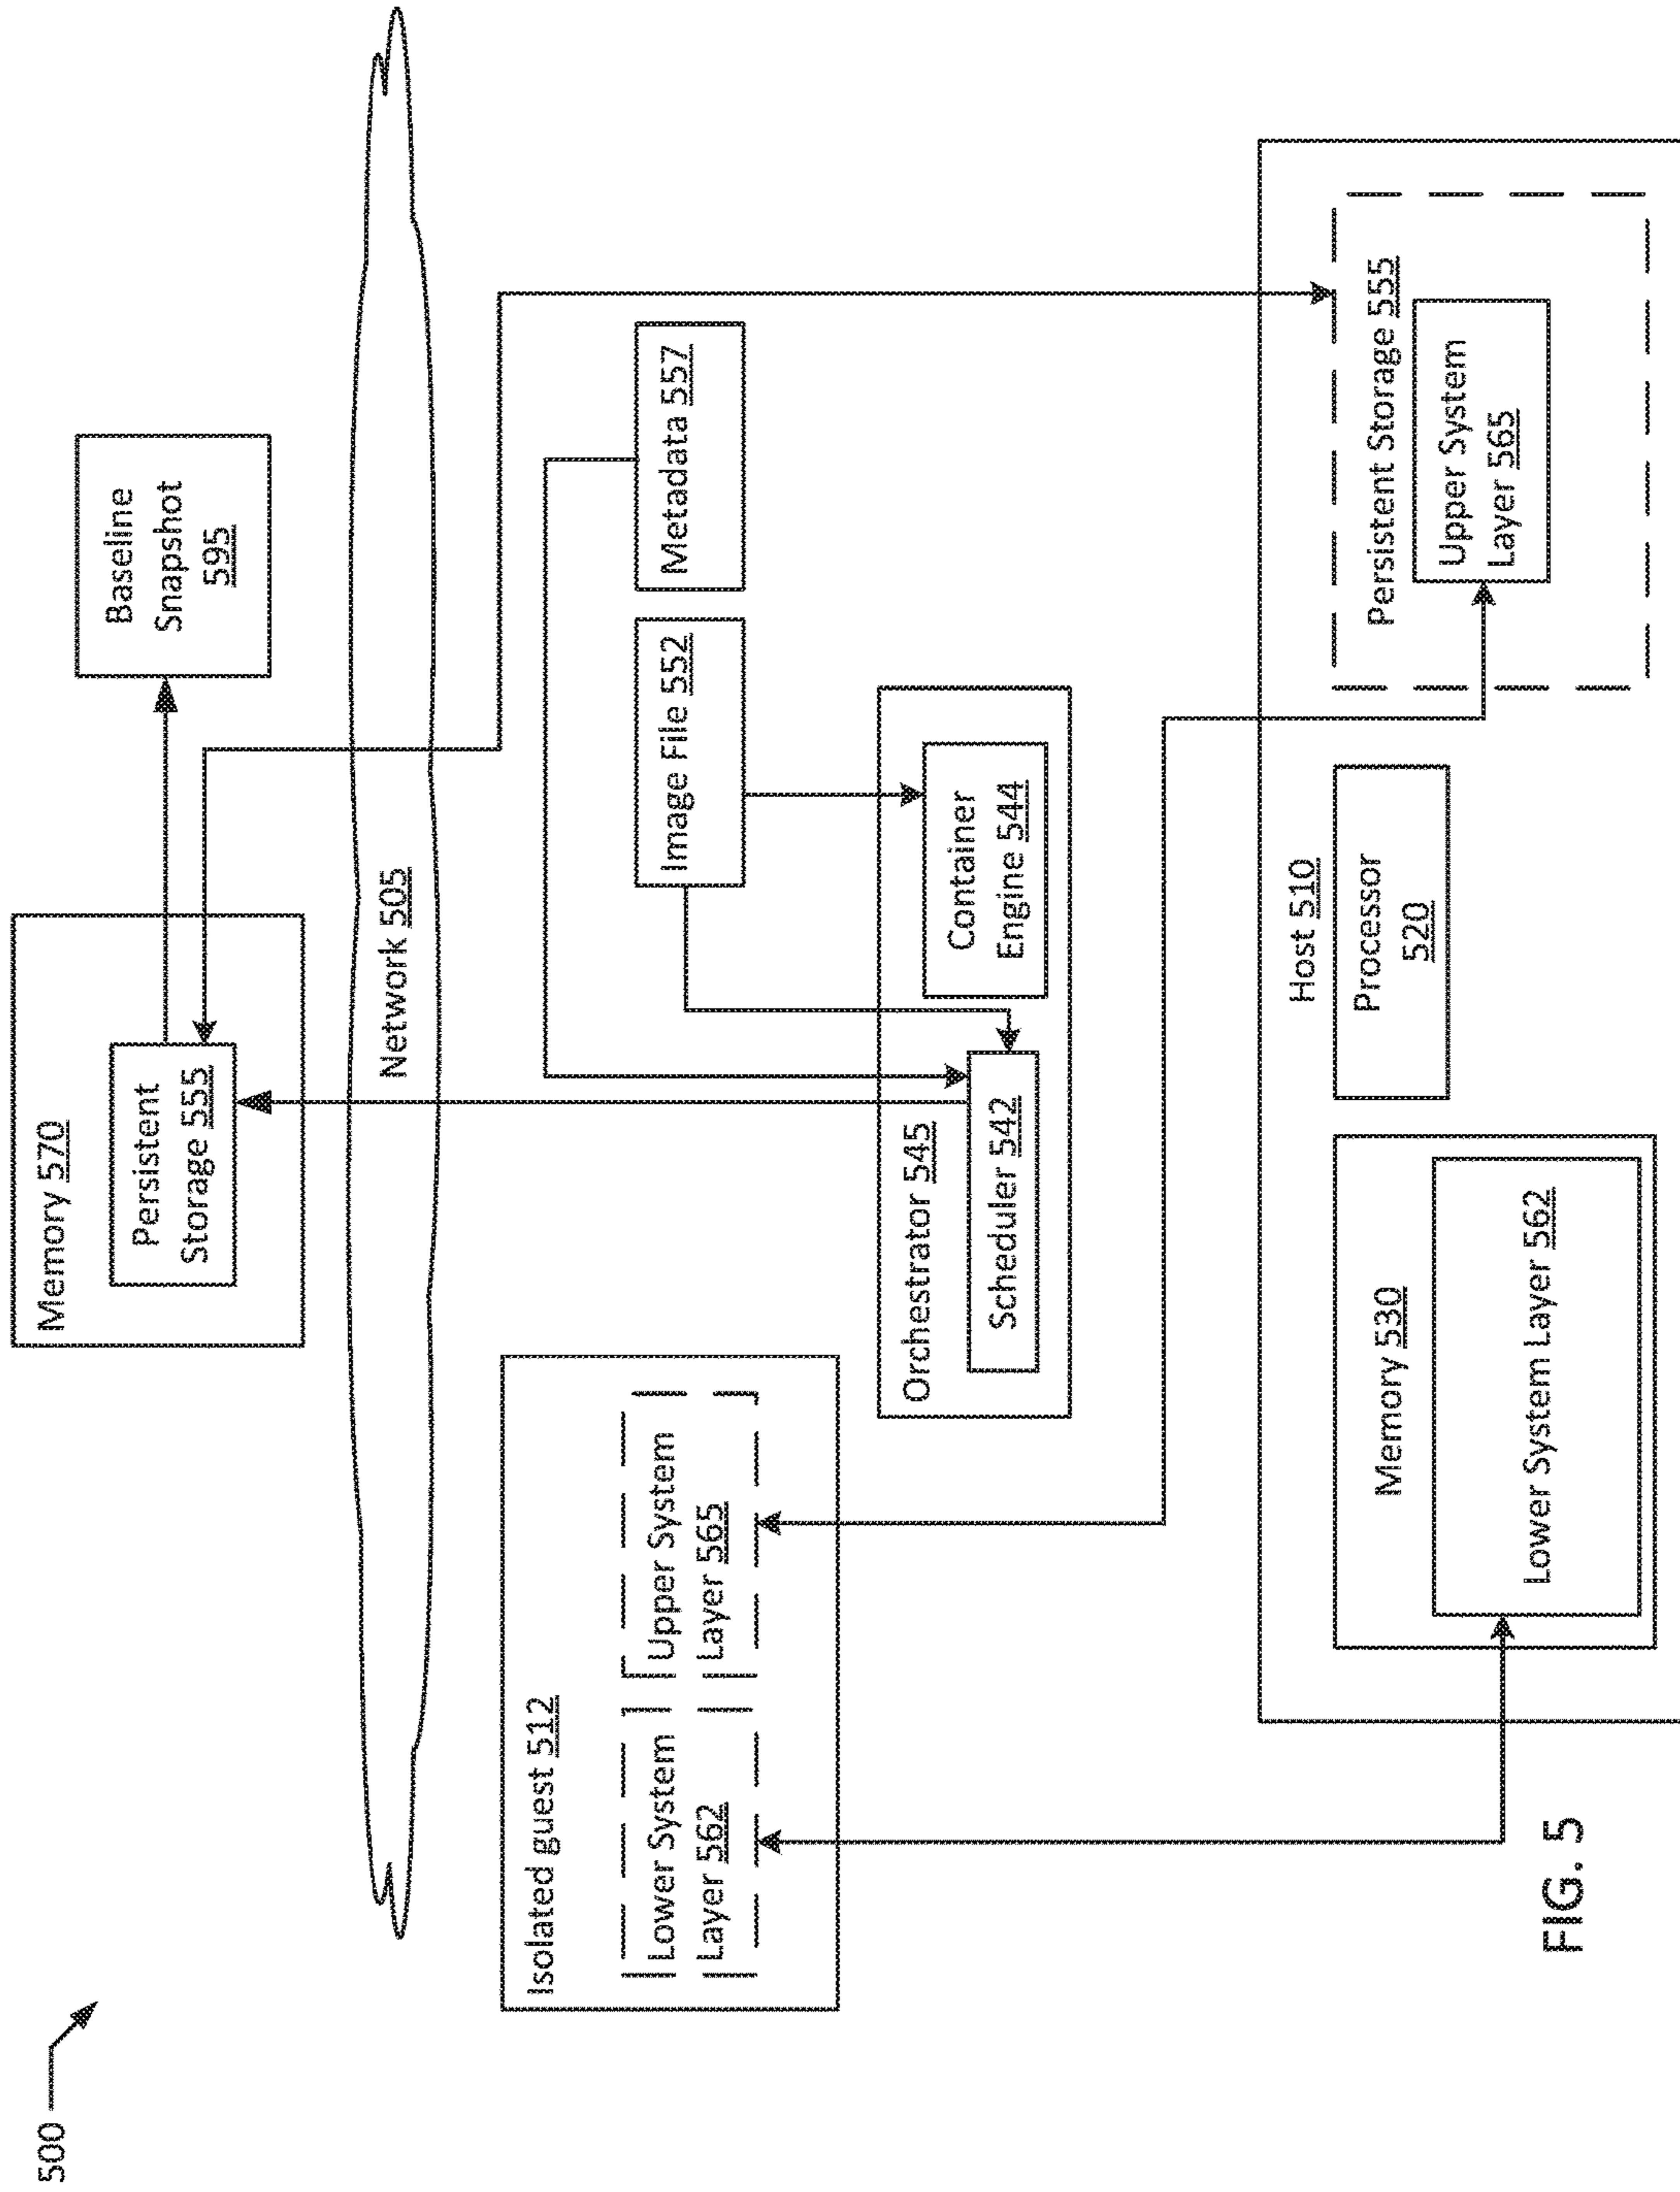 500
Memory 570
Persistent
Storage 555
Baseline
Snapshot
595
Network 505
Isolated guest 512
Lower System
Layer 562
Upper System
Layer 565
Image File 552
Metadata 557
Orchestrator 545
Scheduler 542
Container
Engine 544
Host 510
Memory 530
Lower System Layer 562
Processor
520
Persistent Storage 555
Upper System
Layer 565
FIG. 5